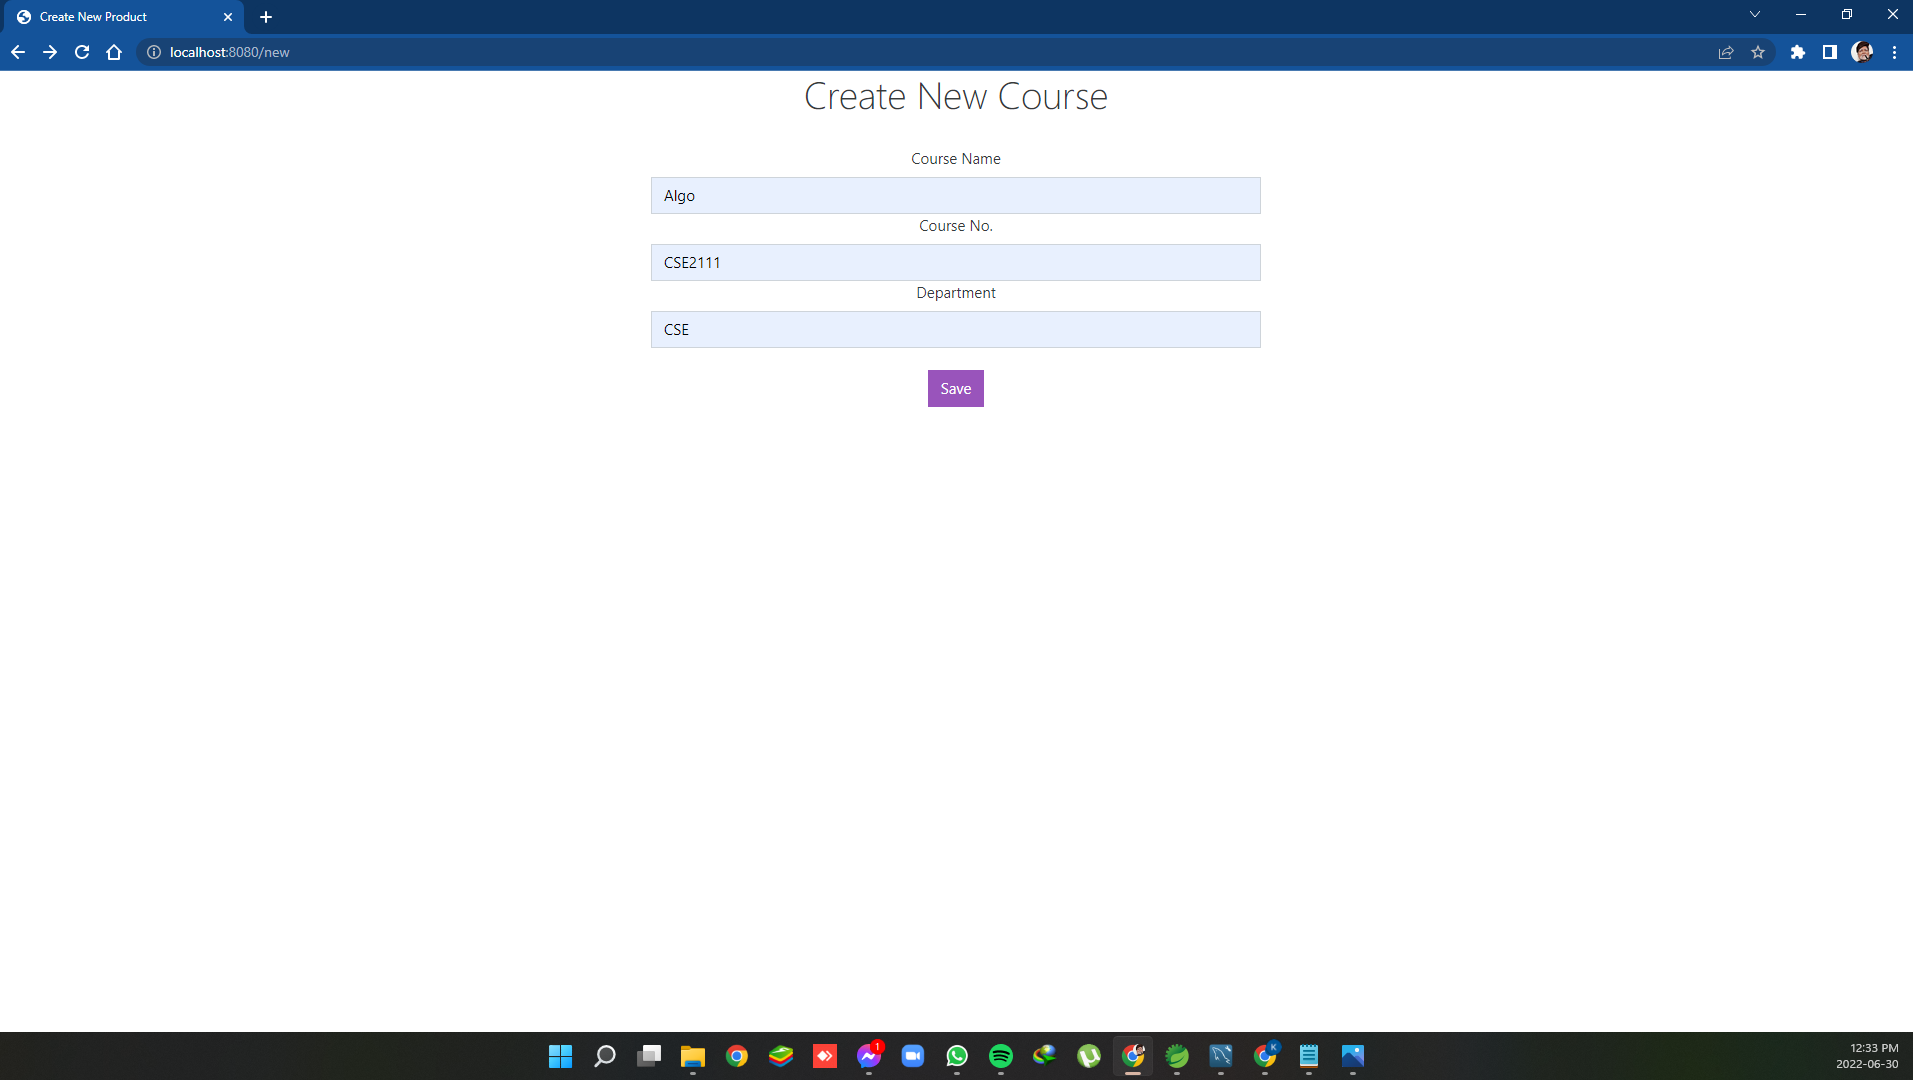 Create New Product
localhost:8080/new
Create New Course
Course Name
Algo
Course No.
CSE2111
Department
CSE
Save
1
K
12:33 PM
2022-06-30